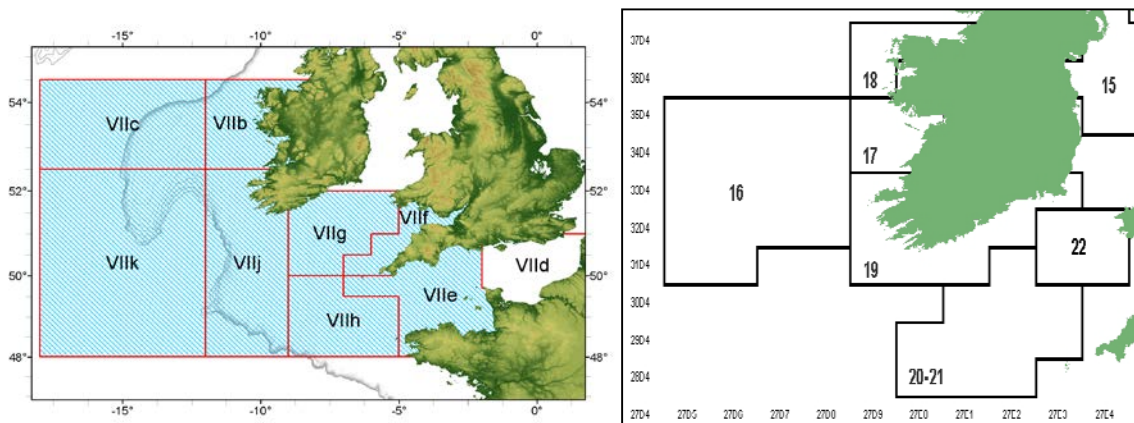 -15° -10° -5° 0°
54° VIIc VIIb 54°
52° 52°
VIIf
VIIg
VIId
50° VIIk VIIj 50°
VIIe
VIIh
48° 48°
-15° -10° -5° 0°
37D4
36D4 18 15
35D4
34D4 17
33D4
16
32D4
31D4 19 22
30D4
29D4
28D4 20-21
27D4 27D5 27D6 27D7 27D8 27D9 27E0 27E1 27E2 27E3 27E4